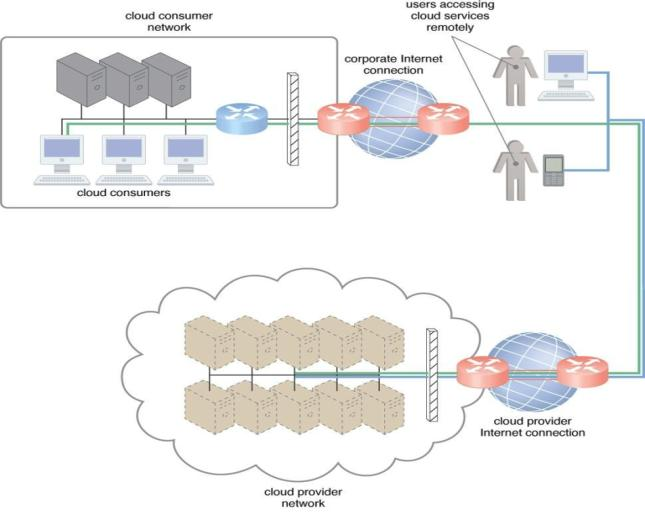 cloud consumer
network
users accessing
cloud services
remotely
corporate Internet
connection
cloud consumers
cloud provider
Internet connection
cloud provider
network